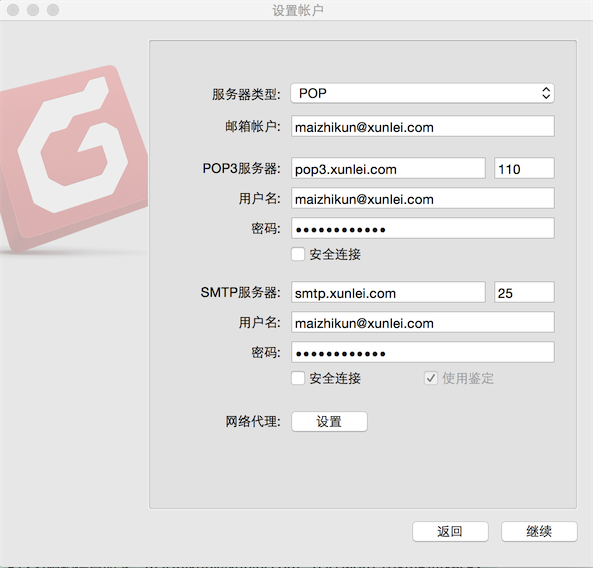 设置帐户
服务器类型: POP
邮箱帐户: maizhikun@xunlei.com
POP3服务器: pop3.xunlei.com 110
用户名: maizhikun@xunlei.com
密码: ●●●●●●●●●●●●
安全连接
SMTP服务器: smtp.xunlei.com 25
用户名: maizhikun@xunlei.com
密码: ●●●●●●●●●●●●
安全连接 使用鉴定
网络代理: 设置
返回 继续